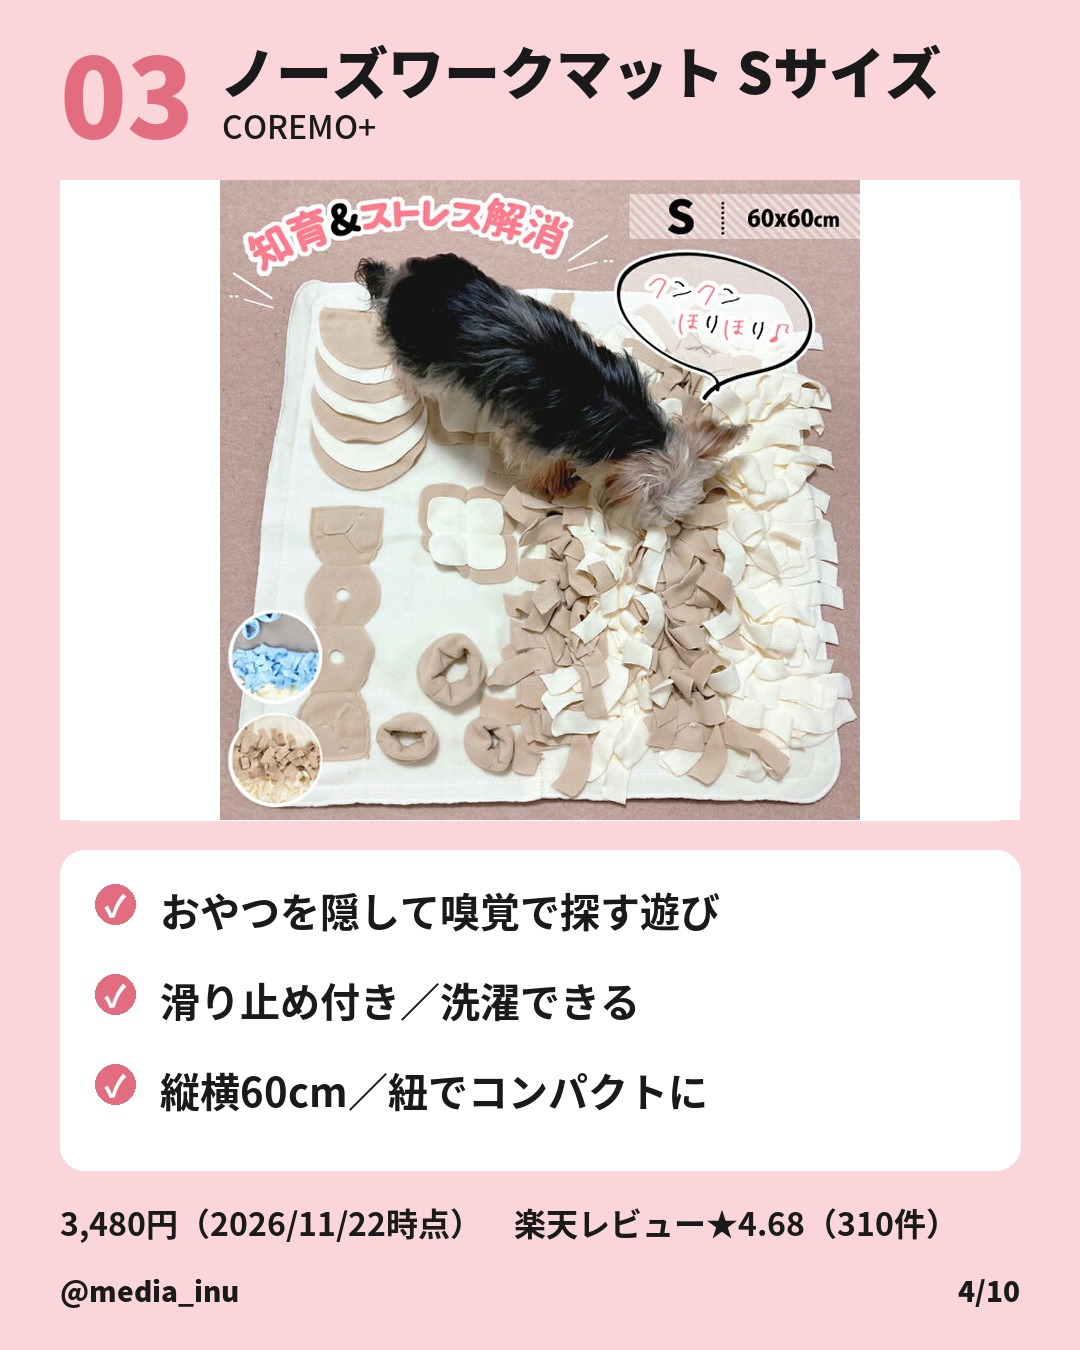 03
ノーズワークマット Sサイズ
COREMO+
知育&ストレス解消
S 60x60cm
クンクン
ほりほり♪
おやつを隠して嗅覚で探す遊び
滑り止め付き／洗濯できる
縦横60cm／紐でコンパクトに
3,480円（2026/11/22時点） 楽天レビュー★4.68（310件）
@media_inu
4/10